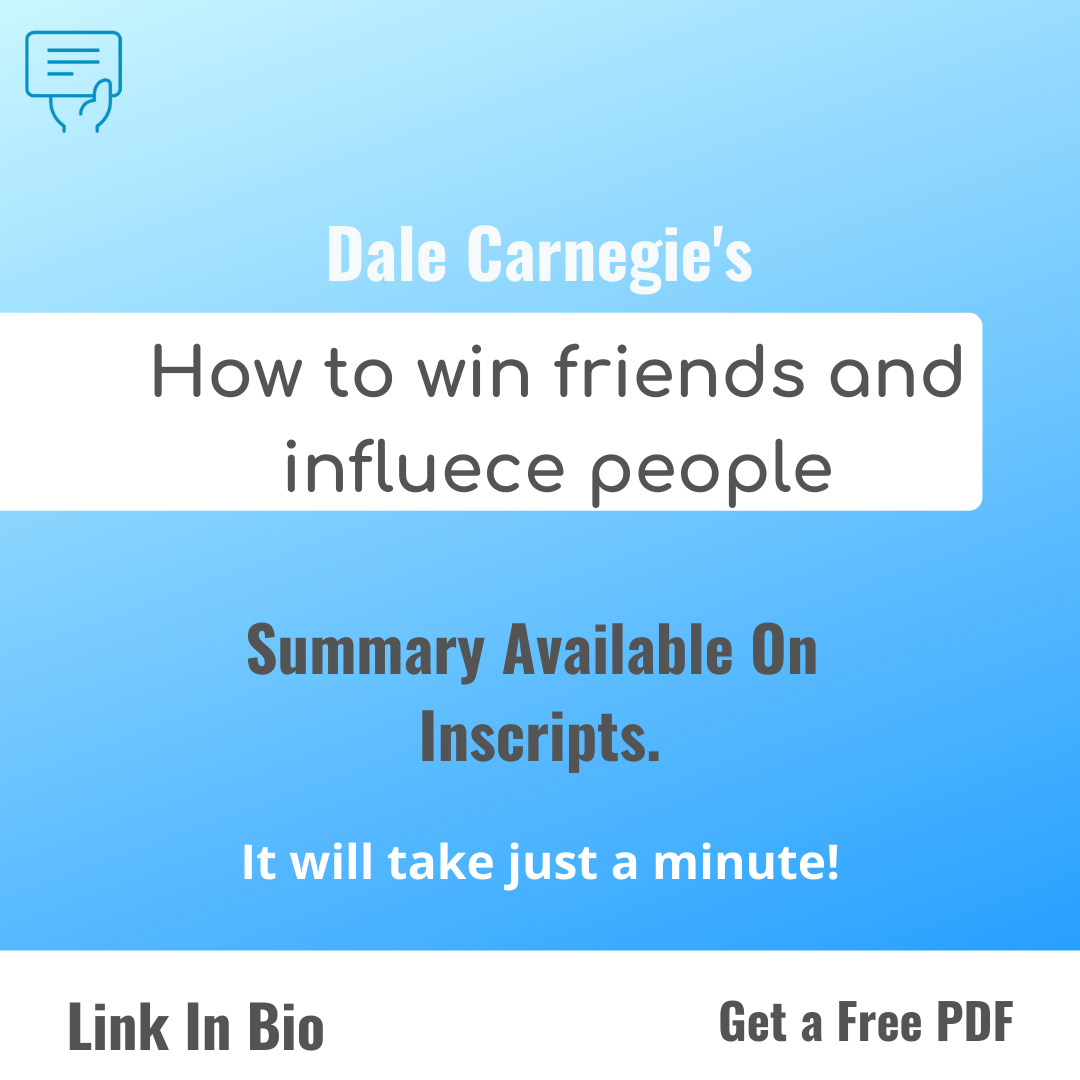 Dale Carnegie's
How to win friends and
influece people
Summary Available On
Inscripts.
It will take just a minute!
Link In Bio
Get a Free PDF